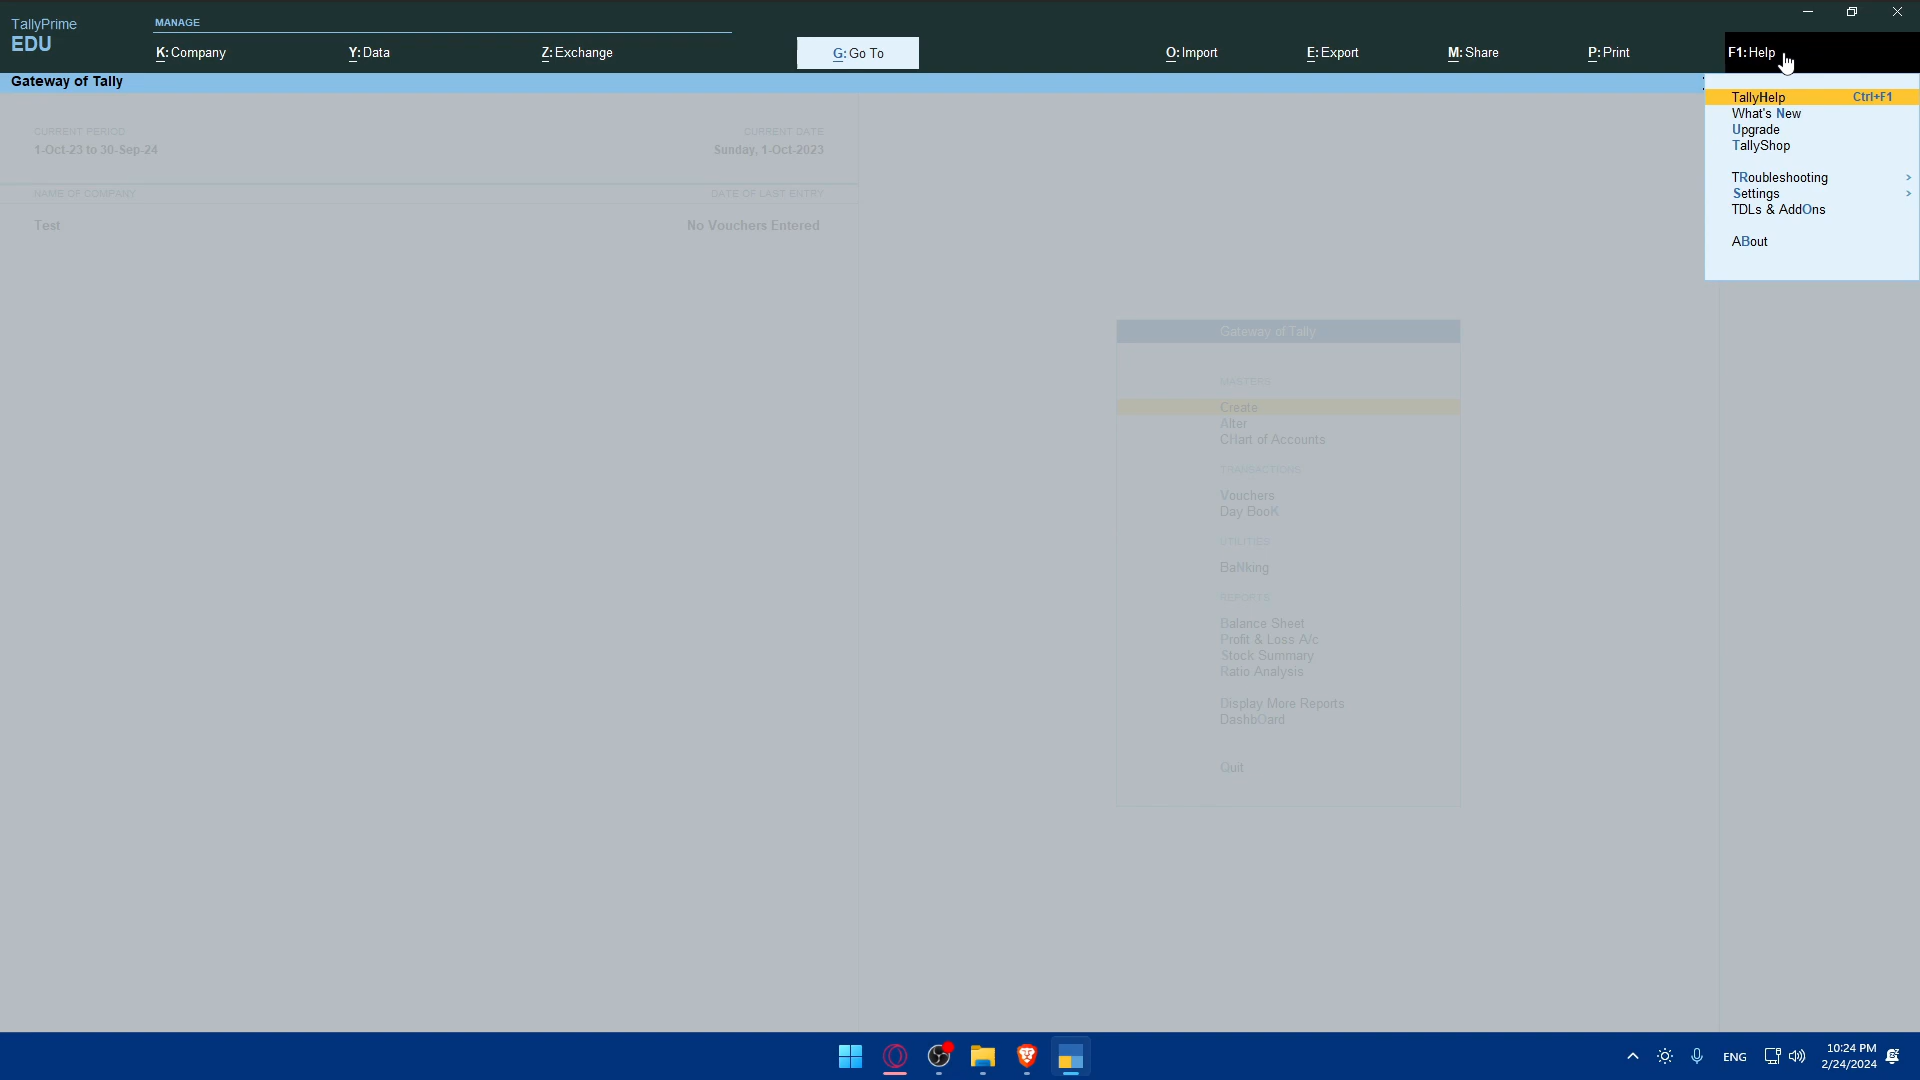 TallyPrime
EDU
MANAGE
K: Company
Y: Data
Z: Exchange
G: Go To
O: Import
E: Export
M: Share
P: Print
F1: Help
Gateway of Tally
TallyHelp Ctrl+F1
What's New
Upgrade
TallyShop
TRoubleshooting >
Settings >
TDLs & AddOns
ABout
CURRENT PERIOD
CURRENT DATE
1-Oct-23 to 30-Sep-24
Sunday, 1-Oct-2023
NAME OF COMPANY
DATE OF LAST ENTRY
Test
No Vouchers Entered
Gateway of Tally
MASTERS
Create
Alter
CHart of Accounts
TRANSACTIONS
Vouchers
Day BooK
UTILITIES
BaNking
REPORTS
Balance Sheet
Profit & Loss A/c
Stock Summary
Ratio Analysis
Display More Reports
DashbOard
Quit
ENG
10:24 PM
2/24/2024